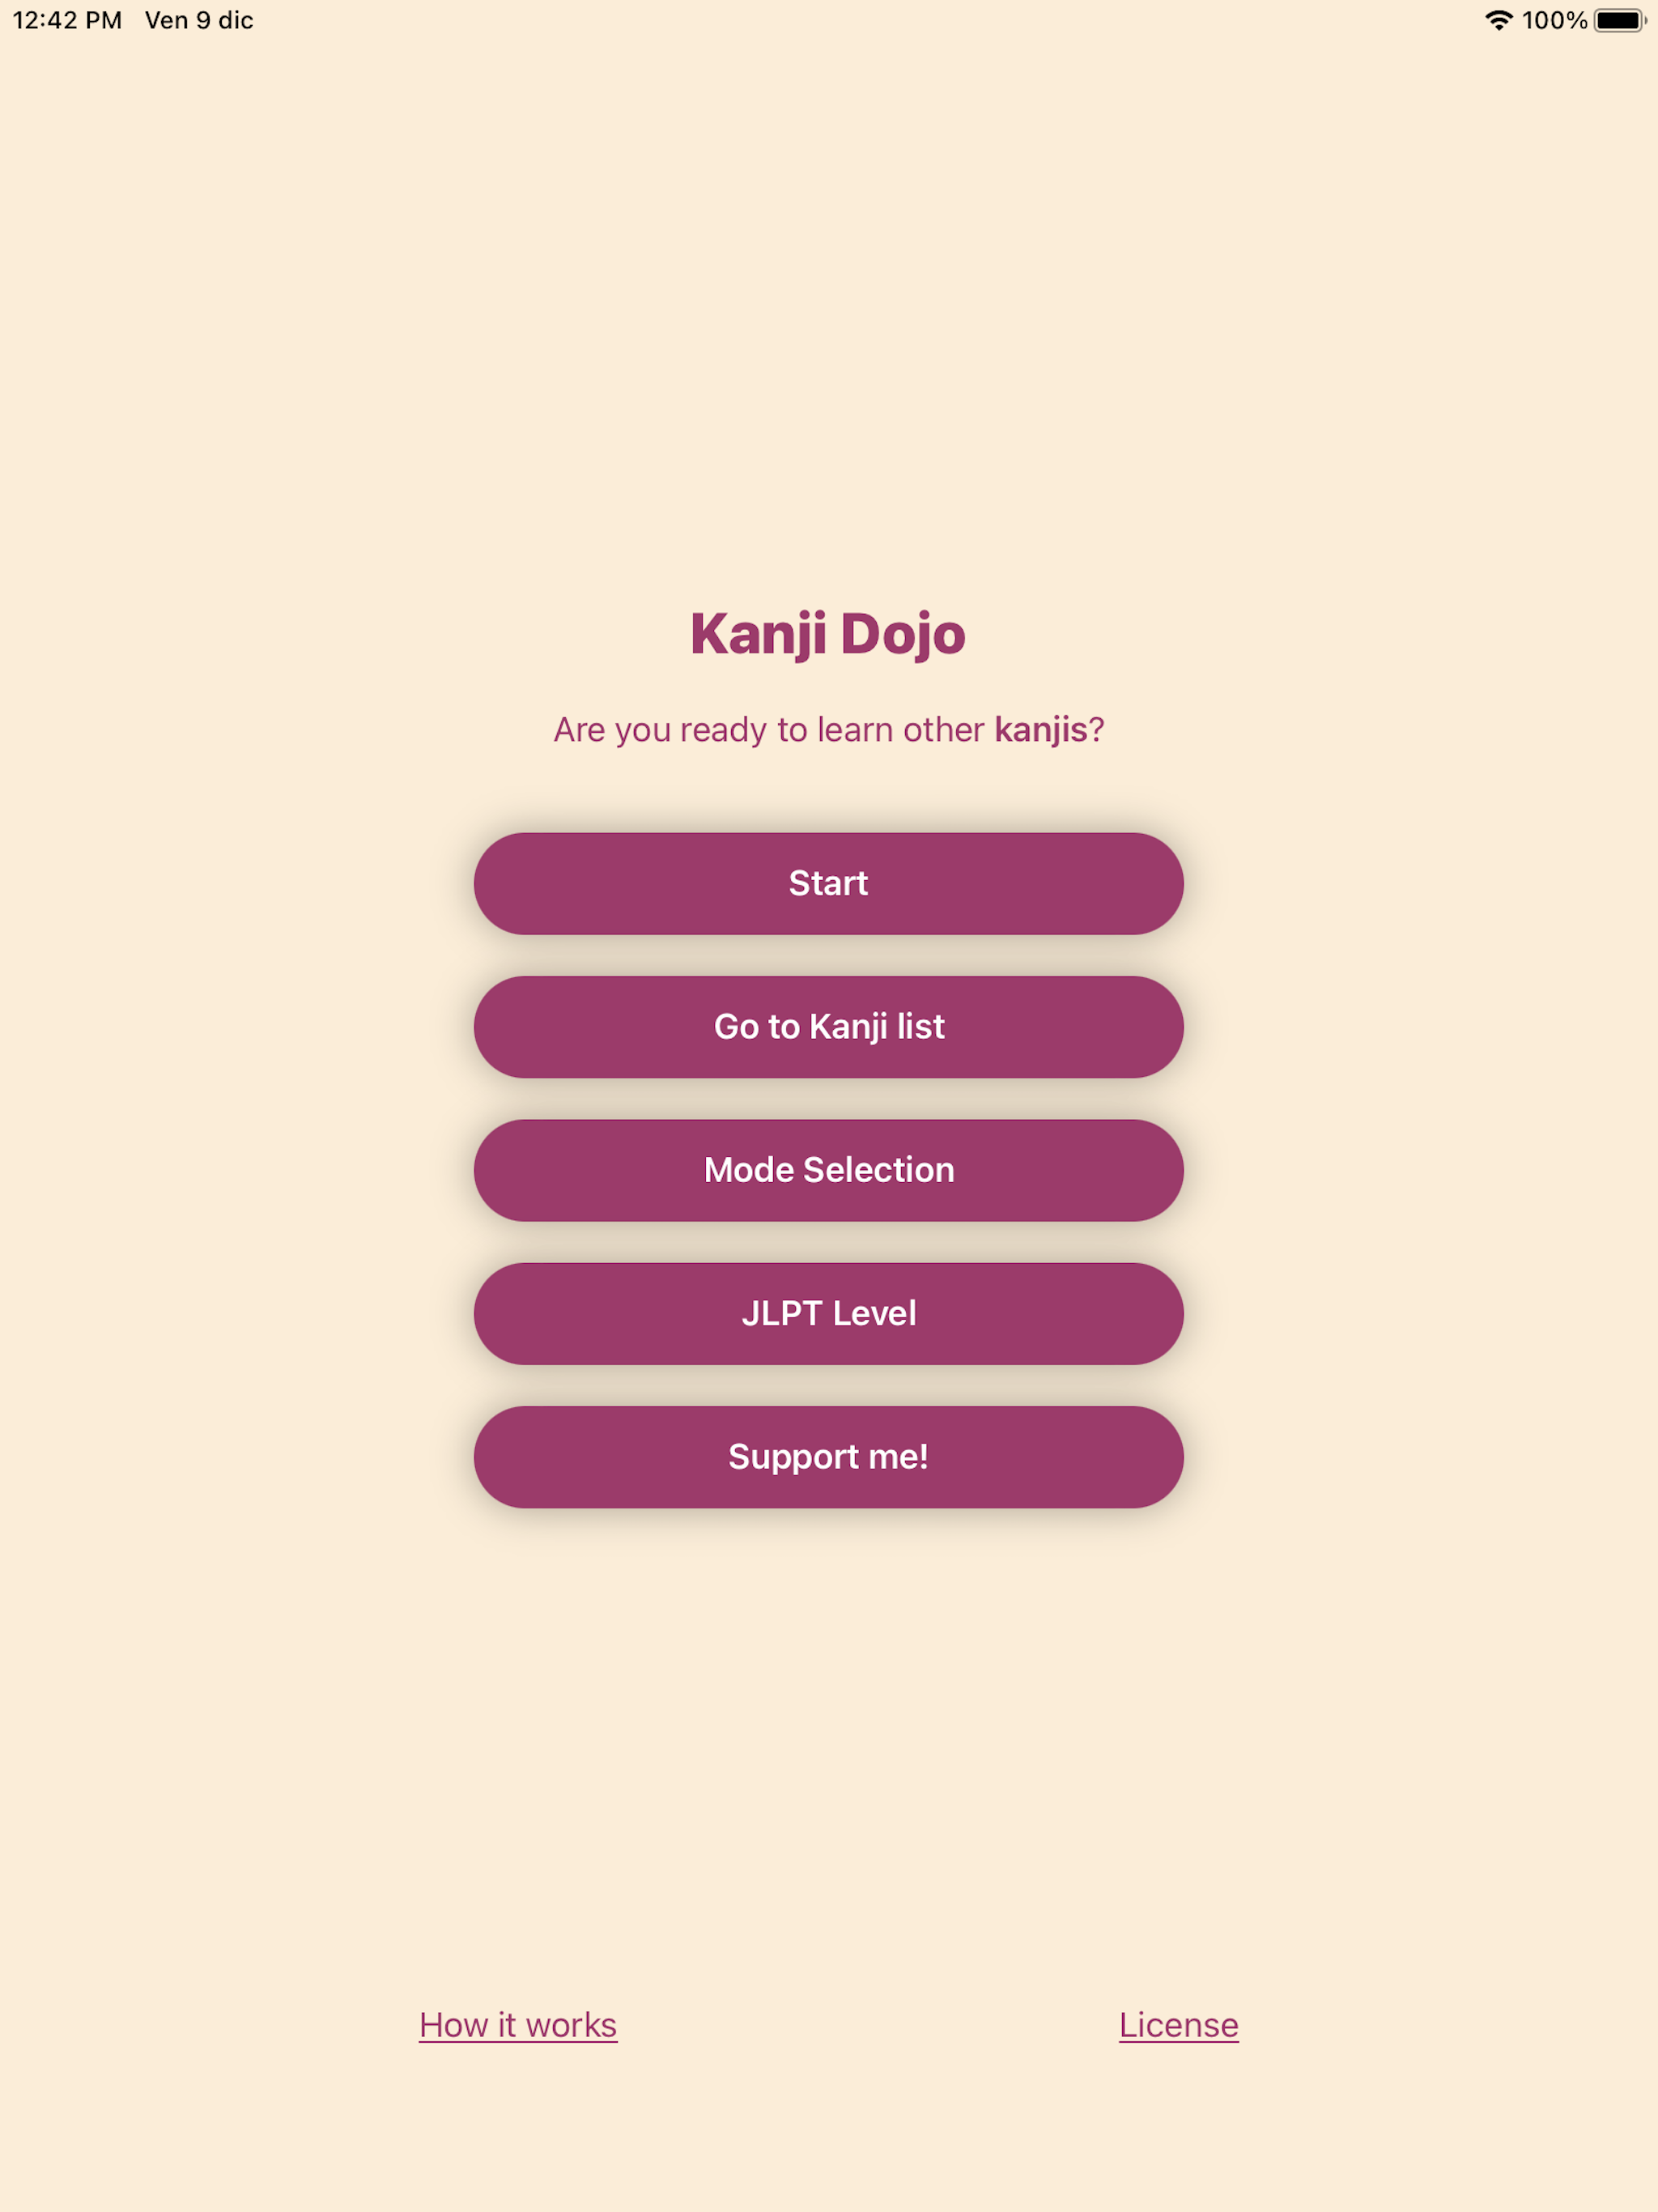 12:42 PM Ven 9 dic 100%
Kanji Dojo
Are you ready to learn other kanjis?
Start
Go to Kanji list
Mode Selection
JLPT Level
Support me!
How it works License